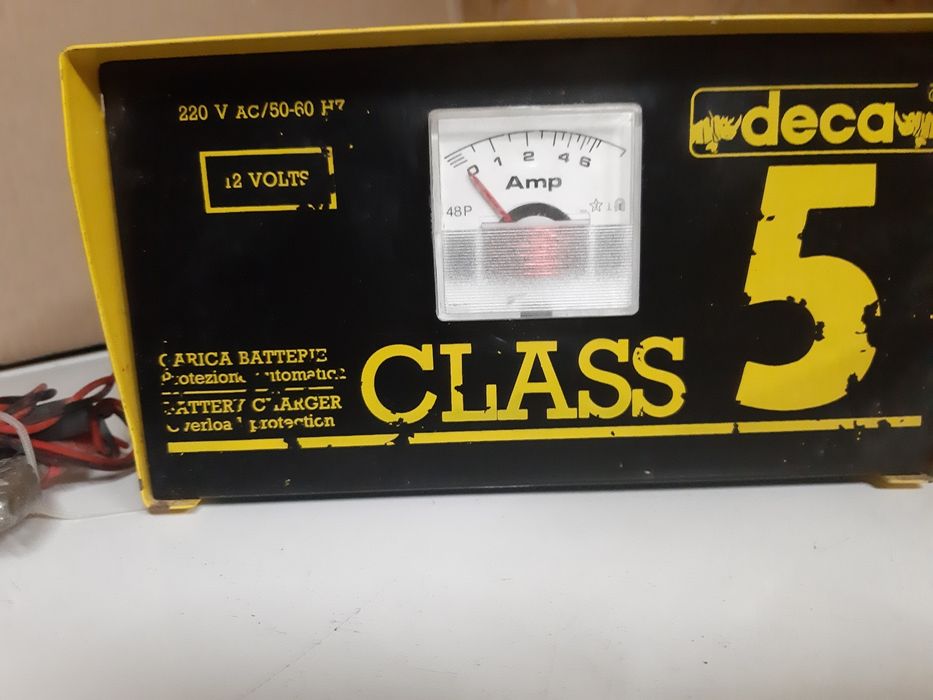 220 V AC/50-60 HZ
12 VOLTS
0 1 2 4 6
Amp
48P
deca
5
CARICA BATTERIE
Protezione automatica
BATTERY CHARGER
Overload protection
CLASS